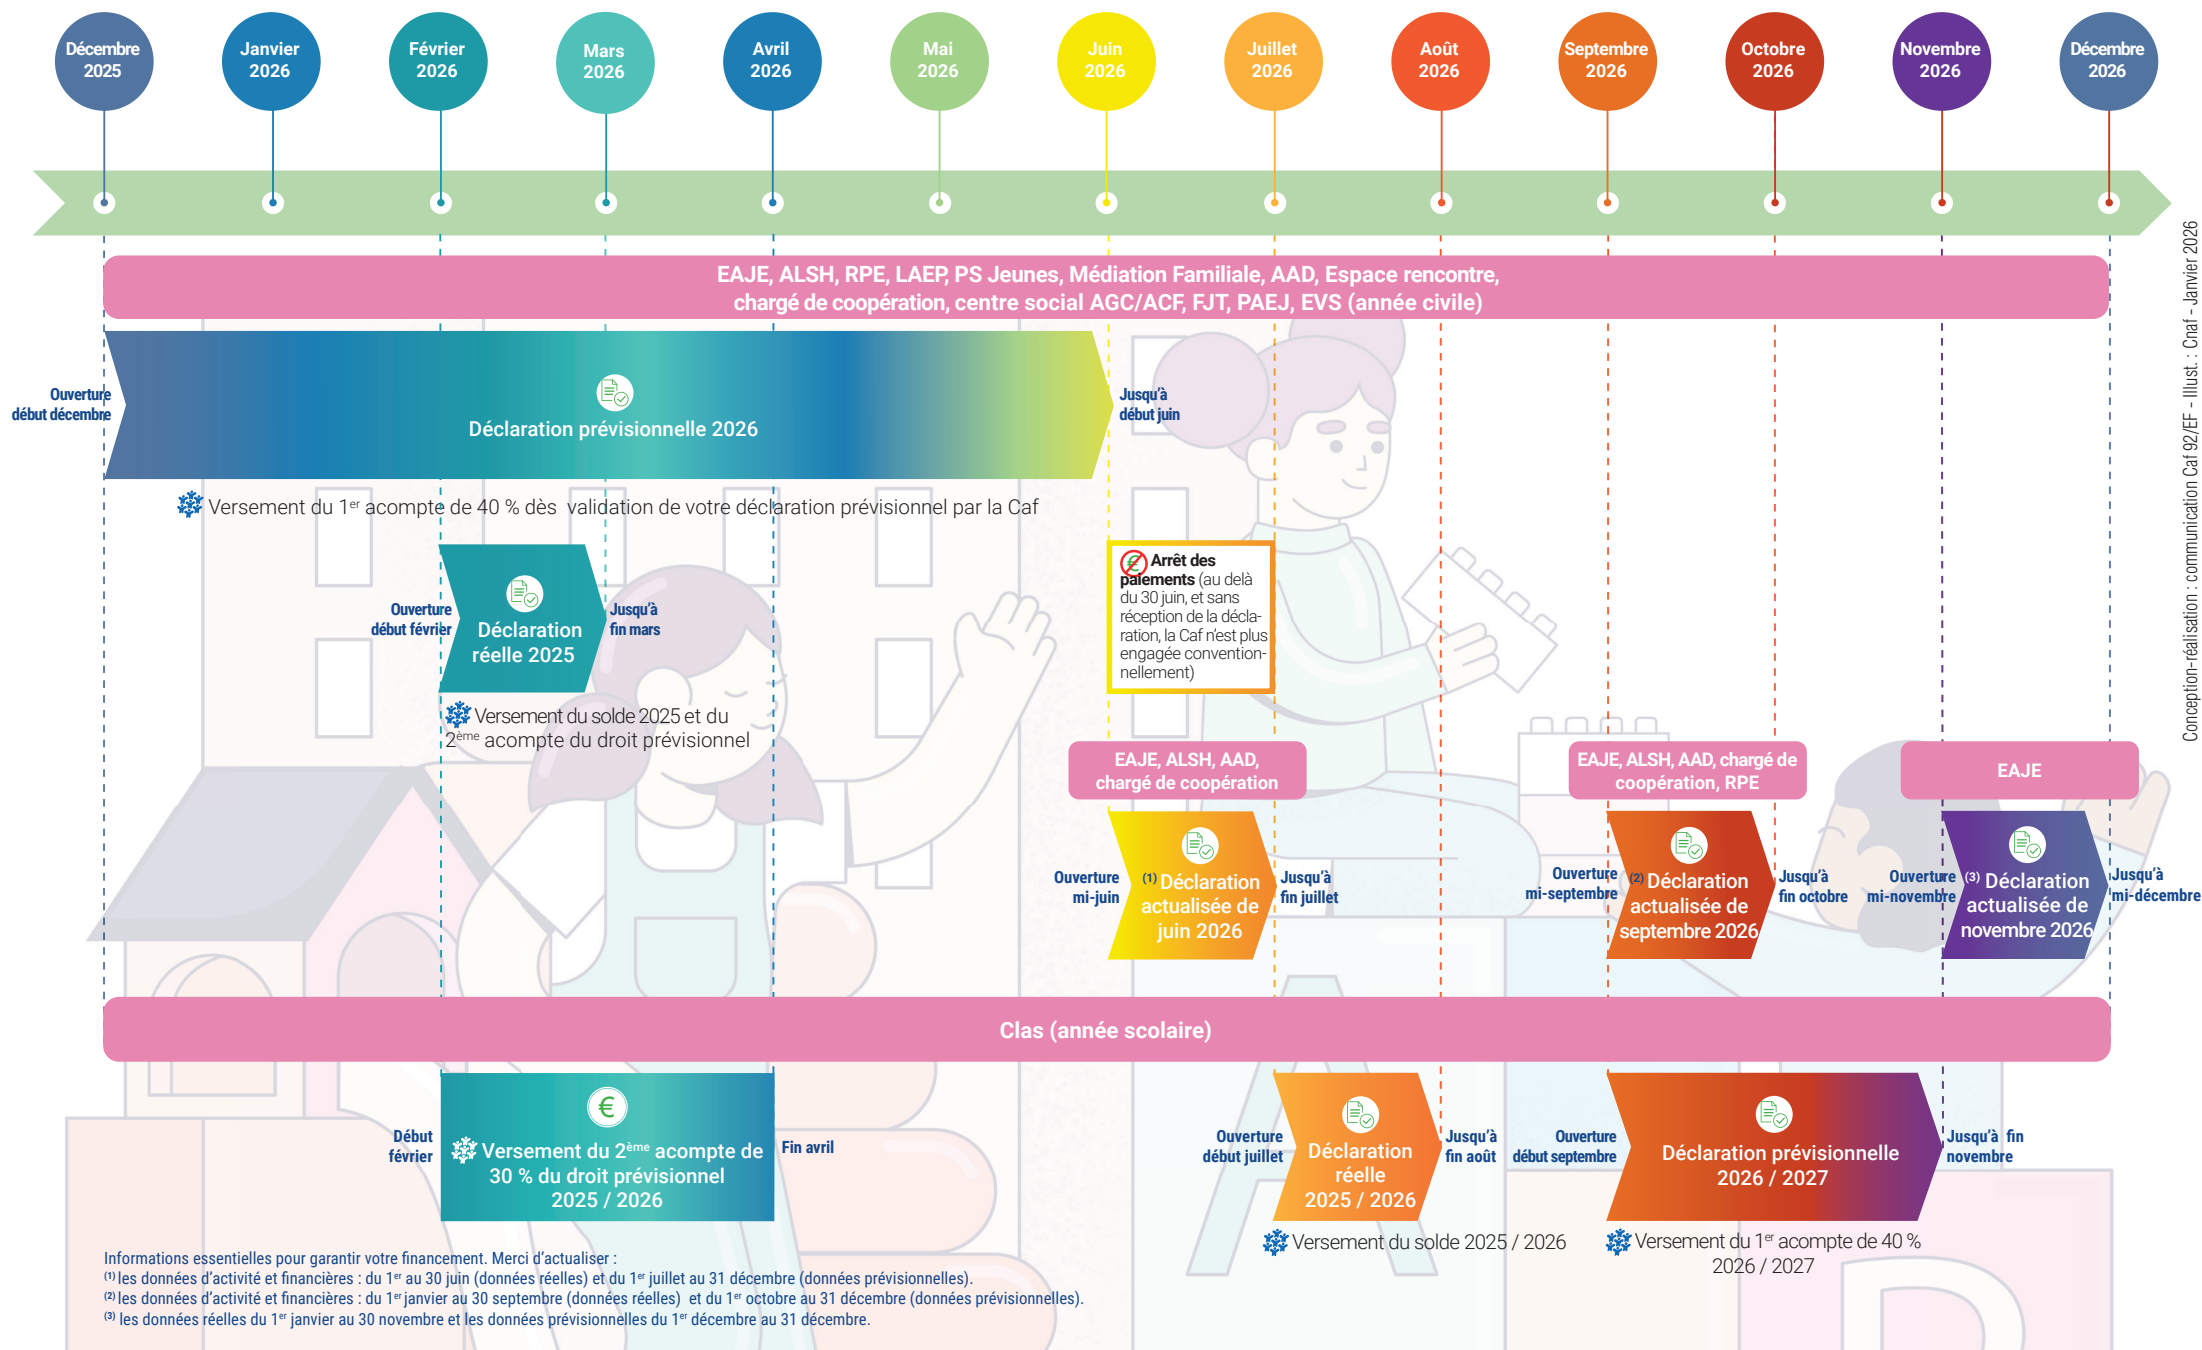 Décembre
2025
Janvier
2026
Février
2026
Mars
2026
Avril
2026
Mai
2026
Juin
2026
Juillet
2026
Août
2026
Septembre
2026
Octobre
2026
Novembre
2026
Décembre
2026
EAJE, ALSH, RPE, LAEP, PS Jeunes, Médiation Familiale, AAD, Espace rencontre,
chargé de coopération, centre social AGC/ACF, FJT, PAEJ, EVS (année civile)
Ouverture
début décembre
Déclaration prévisionnelle 2026
Jusqu'à
début juin
Versement du 1er acompte de 40 % dès  validation de votre déclaration prévisionnel par la Caf
Ouverture
début février
Déclaration
réelle 2025
Jusqu'à
fin mars
Versement du solde 2025 et du
2ème acompte du droit prévisionnel
€ Arrêt des
paiements (au delà
du 30 juin, et sans
réception de la décla-
ration, la Caf n'est plus
engagée convention-
nellement)
EAJE, ALSH, AAD,
chargé de coopération
Ouverture
mi-juin
(1) Déclaration
actualisée de
juin 2026
Jusqu'à
fin juillet
EAJE, ALSH, AAD, chargé de
coopération, RPE
Ouverture
mi-septembre
(2) Déclaration
actualisée de
septembre 2026
Jusqu'à
fin octobre
EAJE
Ouverture
mi-novembre
(3) Déclaration
actualisée de
novembre 2026
Jusqu'à
mi-décembre
Clas (année scolaire)
Début
février
€
Versement du 2ème acompte de
30 % du droit prévisionnel
2025 / 2026
Fin avril
Ouverture
début juillet
Déclaration
réelle
2025 / 2026
Jusqu'à
fin août
Versement du solde 2025 / 2026
Ouverture
début septembre
Déclaration prévisionnelle
2026 / 2027
Jusqu'à  fin
novembre
Versement du 1er acompte de 40 %
2026 / 2027
Informations essentielles pour garantir votre financement. Merci d'actualiser :
(1) les données d'activité et financières : du 1er au 30 juin (données réelles) et du 1er juillet au 31 décembre (données prévisionnelles).
(2) les données d'activité et financières : du 1er janvier au 30 septembre (données réelles)  et du 1er octobre au 31 décembre (données prévisionnelles).
(3) les données réelles du 1er janvier au 30 novembre et les données prévisionnelles du 1er décembre au 31 décembre.
Conception-réalisation : communication Caf 92/EF - Illust. : Cnaf - Janvier 2026
A